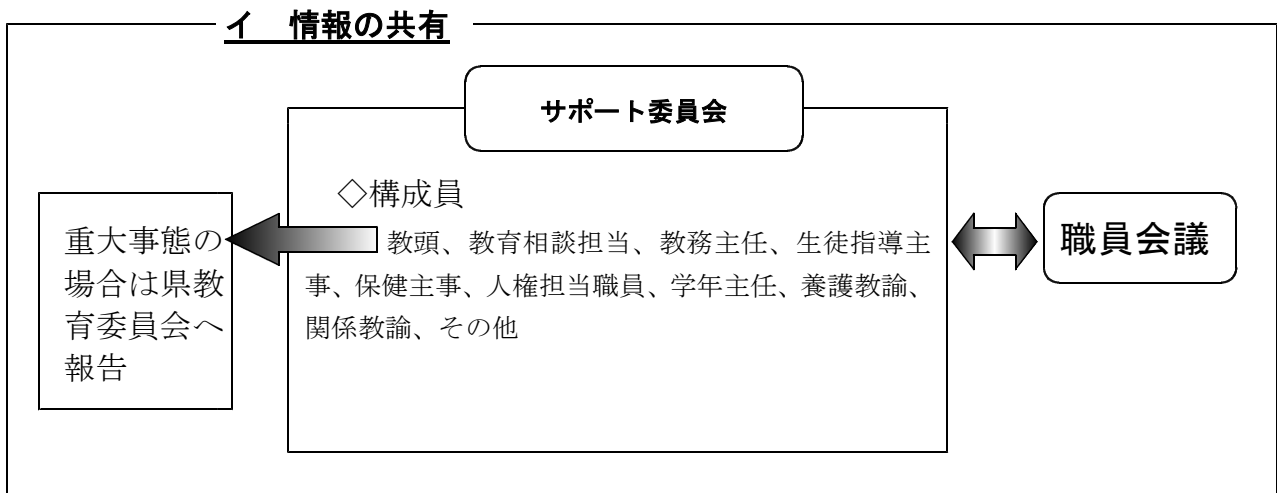 イ　情報の共有
サポート委員会
◇構成員
教頭、教育相談担当、教務主任、生徒指導主
事、保健主事、人権担当職員、学年主任、養護教諭、
関係教諭、その他
重大事態の
場合は県教
育委員会へ
報告
職員会議